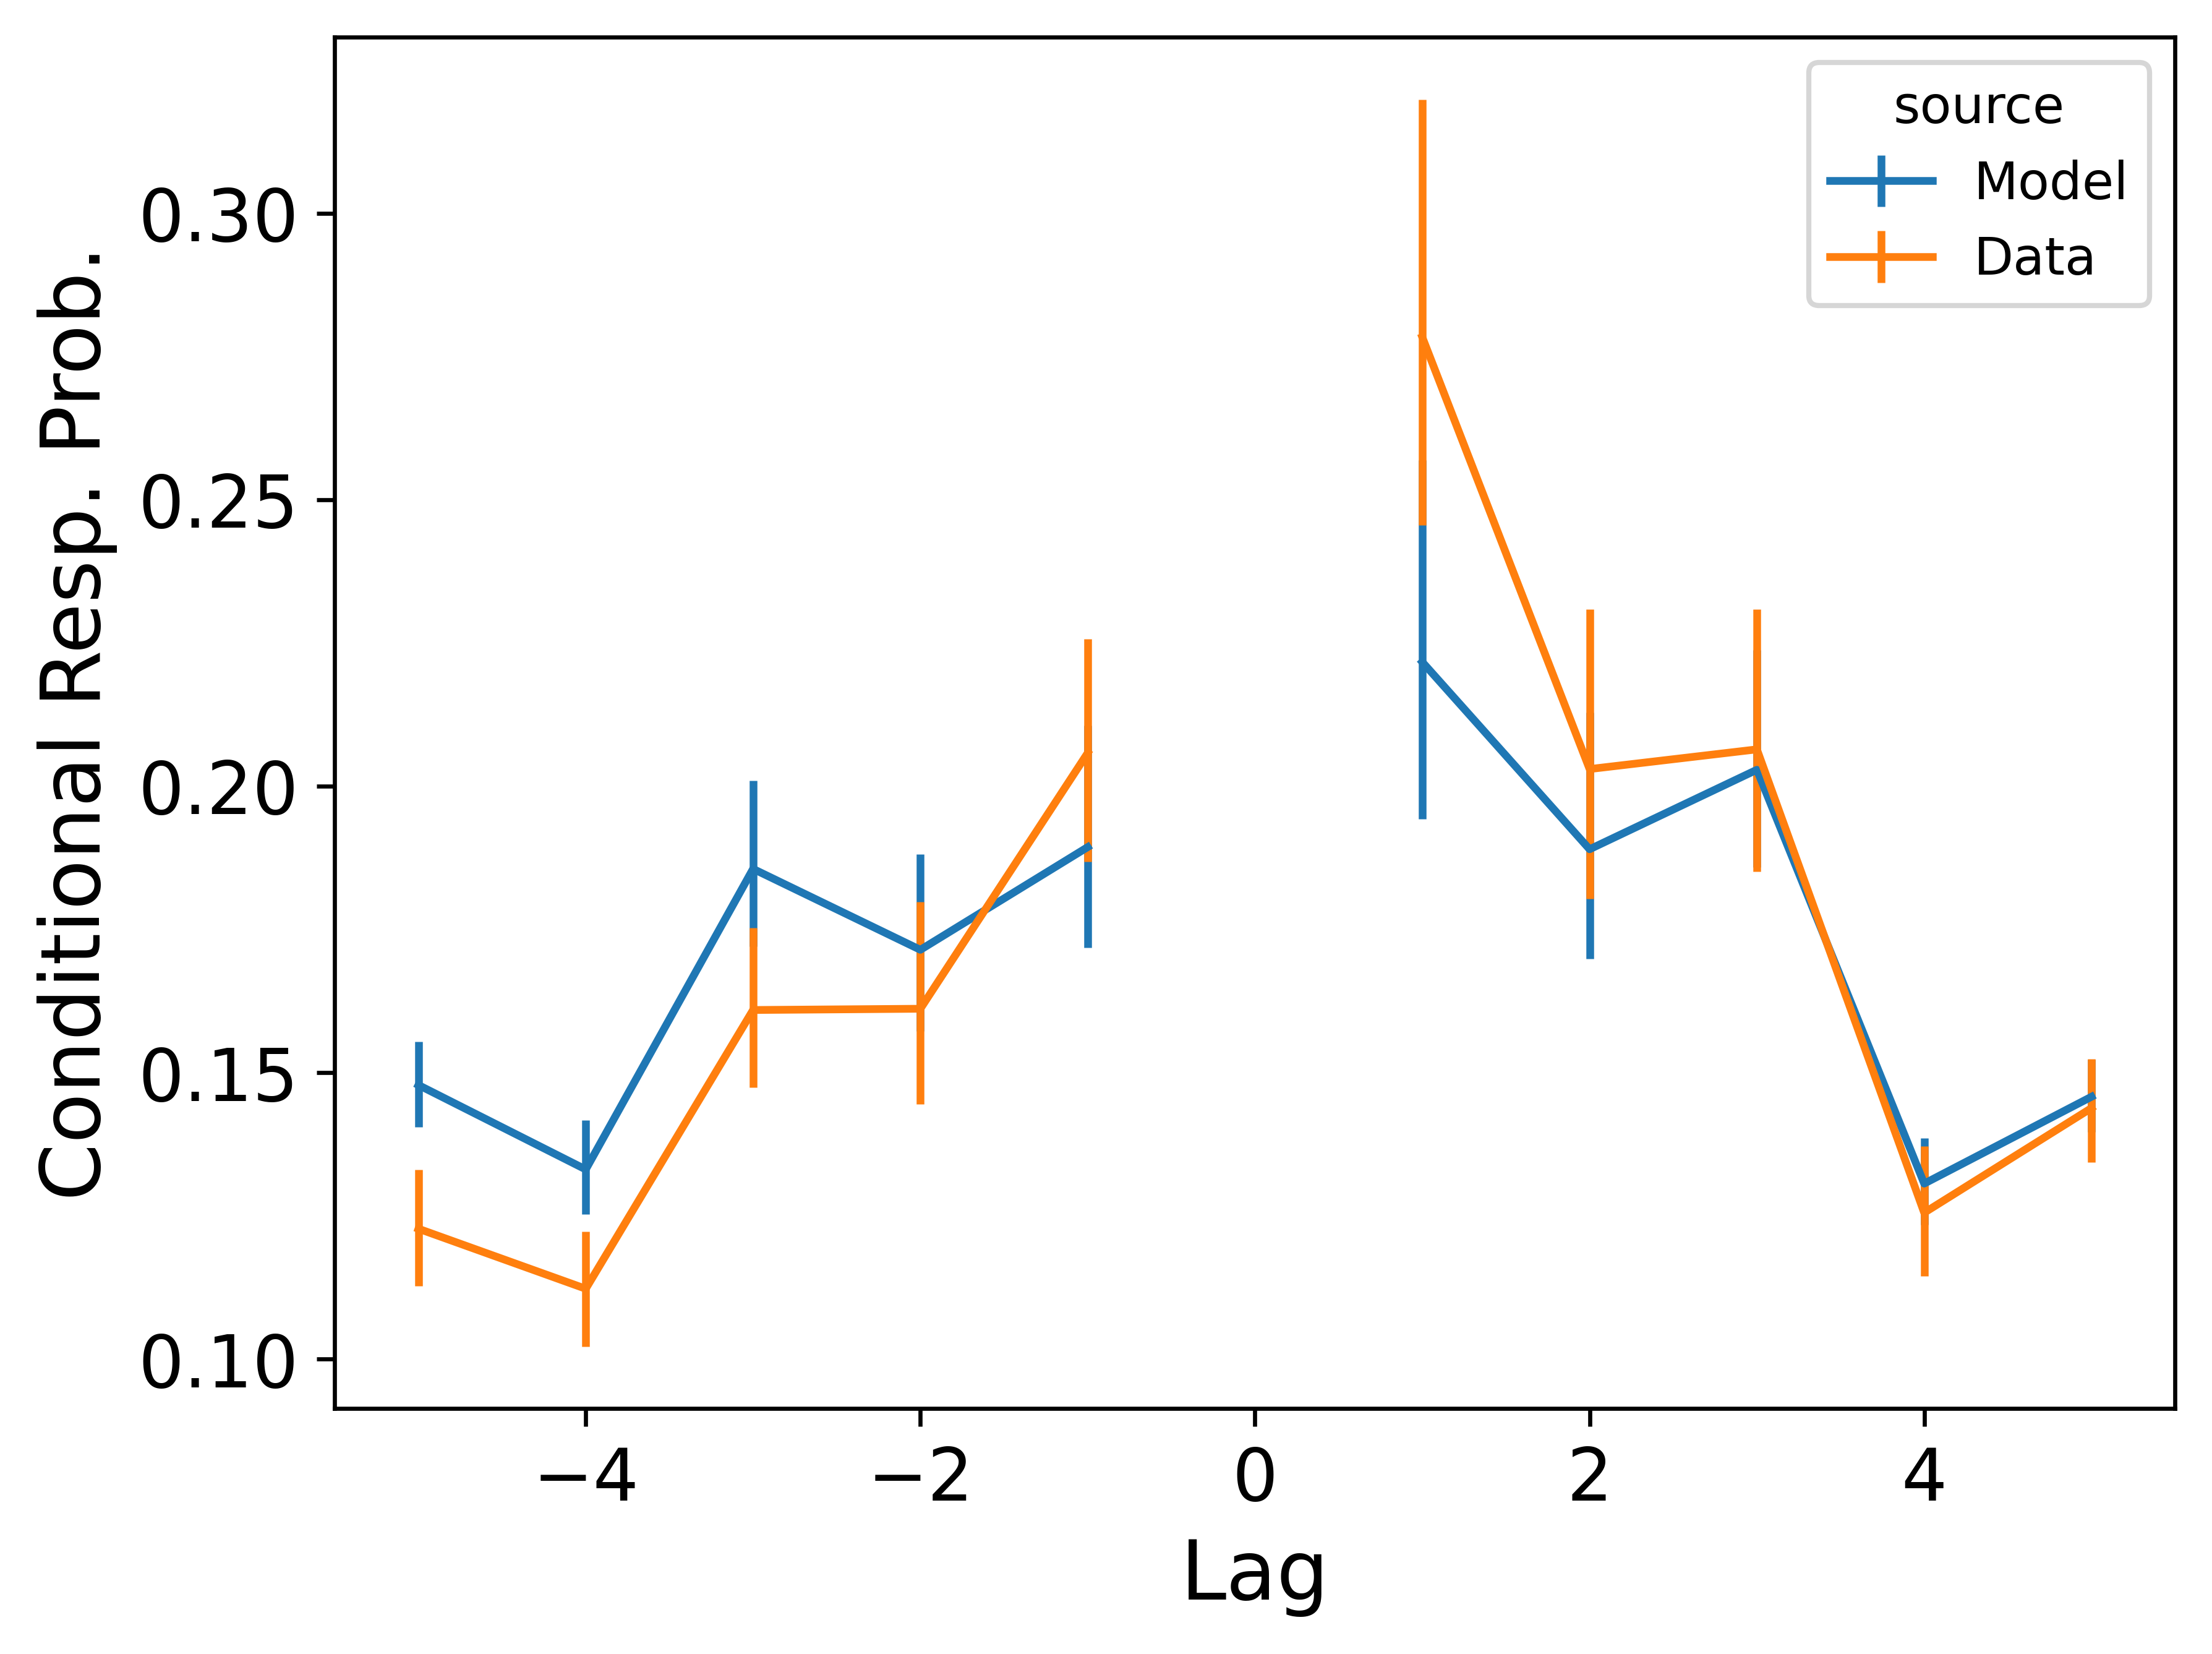 source
Model
Data
Conditional Resp. Prob.
0.30
0.25
0.20
0.15
0.10
−4 −2 0 2 4
Lag